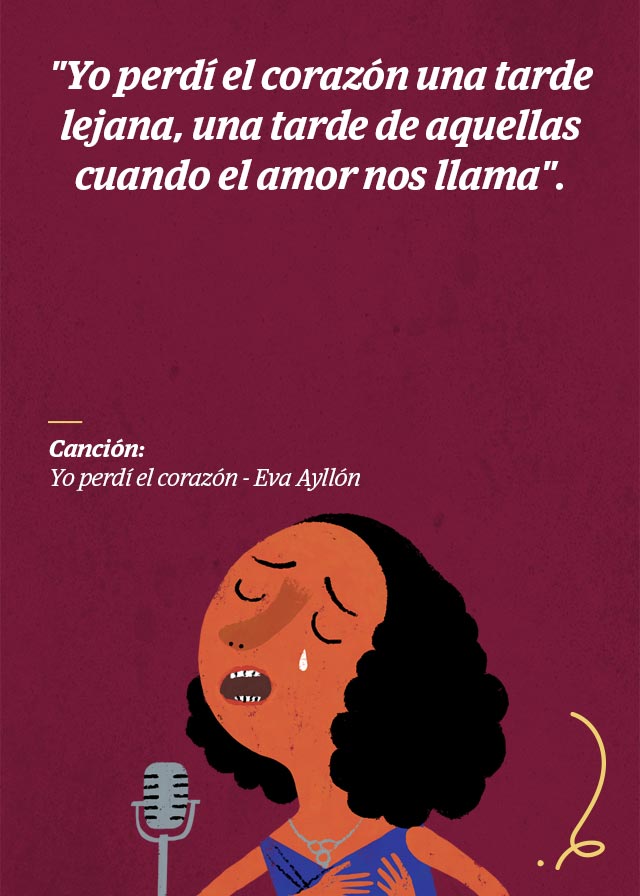 "Yo perdí el corazón una tarde
lejana, una tarde de aquellas
cuando el amor nos llama".
Canción:
Yo perdí el corazón - Eva Ayllón